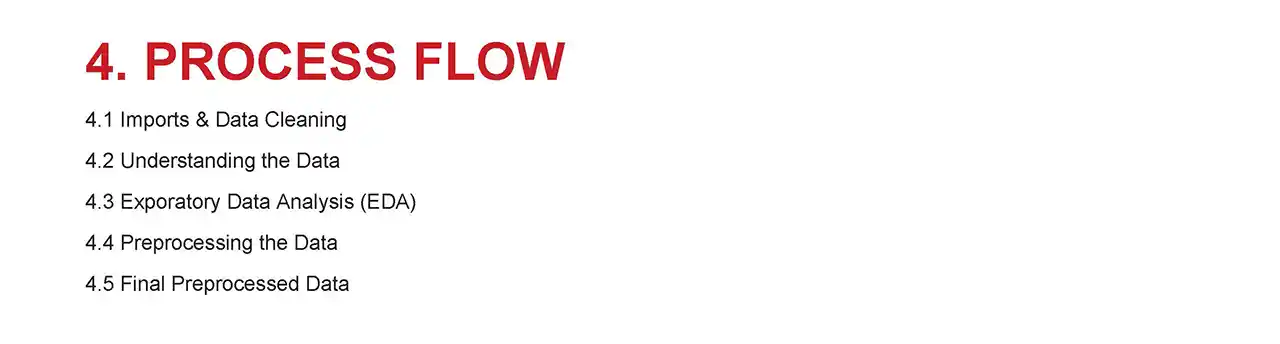 4. PROCESS FLOW
4.1 Imports & Data Cleaning
4.2 Understanding the Data
4.3 Exporatory Data Analysis (EDA)
4.4 Preprocessing the Data
4.5 Final Preprocessed Data